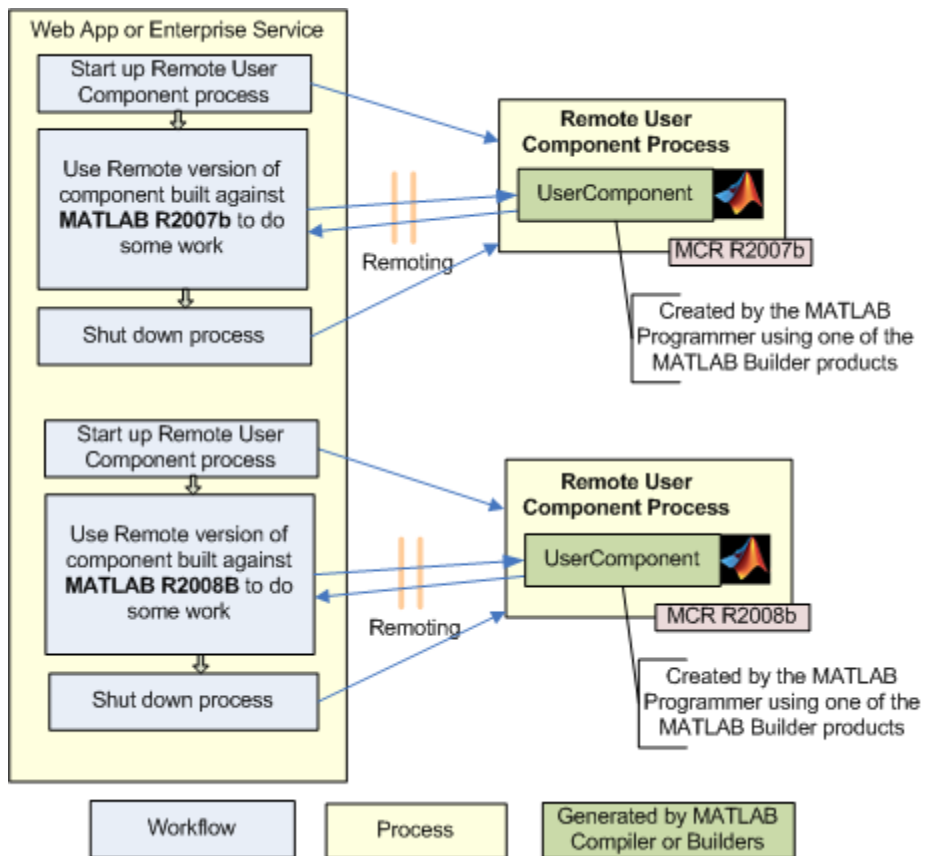 Web App or Enterprise Service
Start up Remote User
Component process
Use Remote version of
component built against
MATLAB R2007b to do
some work
Shut down process
Remoting
Remote User
Component Process
UserComponent
MCR R2007b
Created by the MATLAB
Programmer using one of the
MATLAB Builder products
Start up Remote User
Component process
Use Remote version of
component built against
MATLAB R2008B to do
some work
Shut down process
Remoting
Remote User
Component Process
UserComponent
MCR R2008b
Created by the MATLAB
Programmer using one of the
MATLAB Builder products
Workflow
Process
Generated by MATLAB
Compiler or Builders